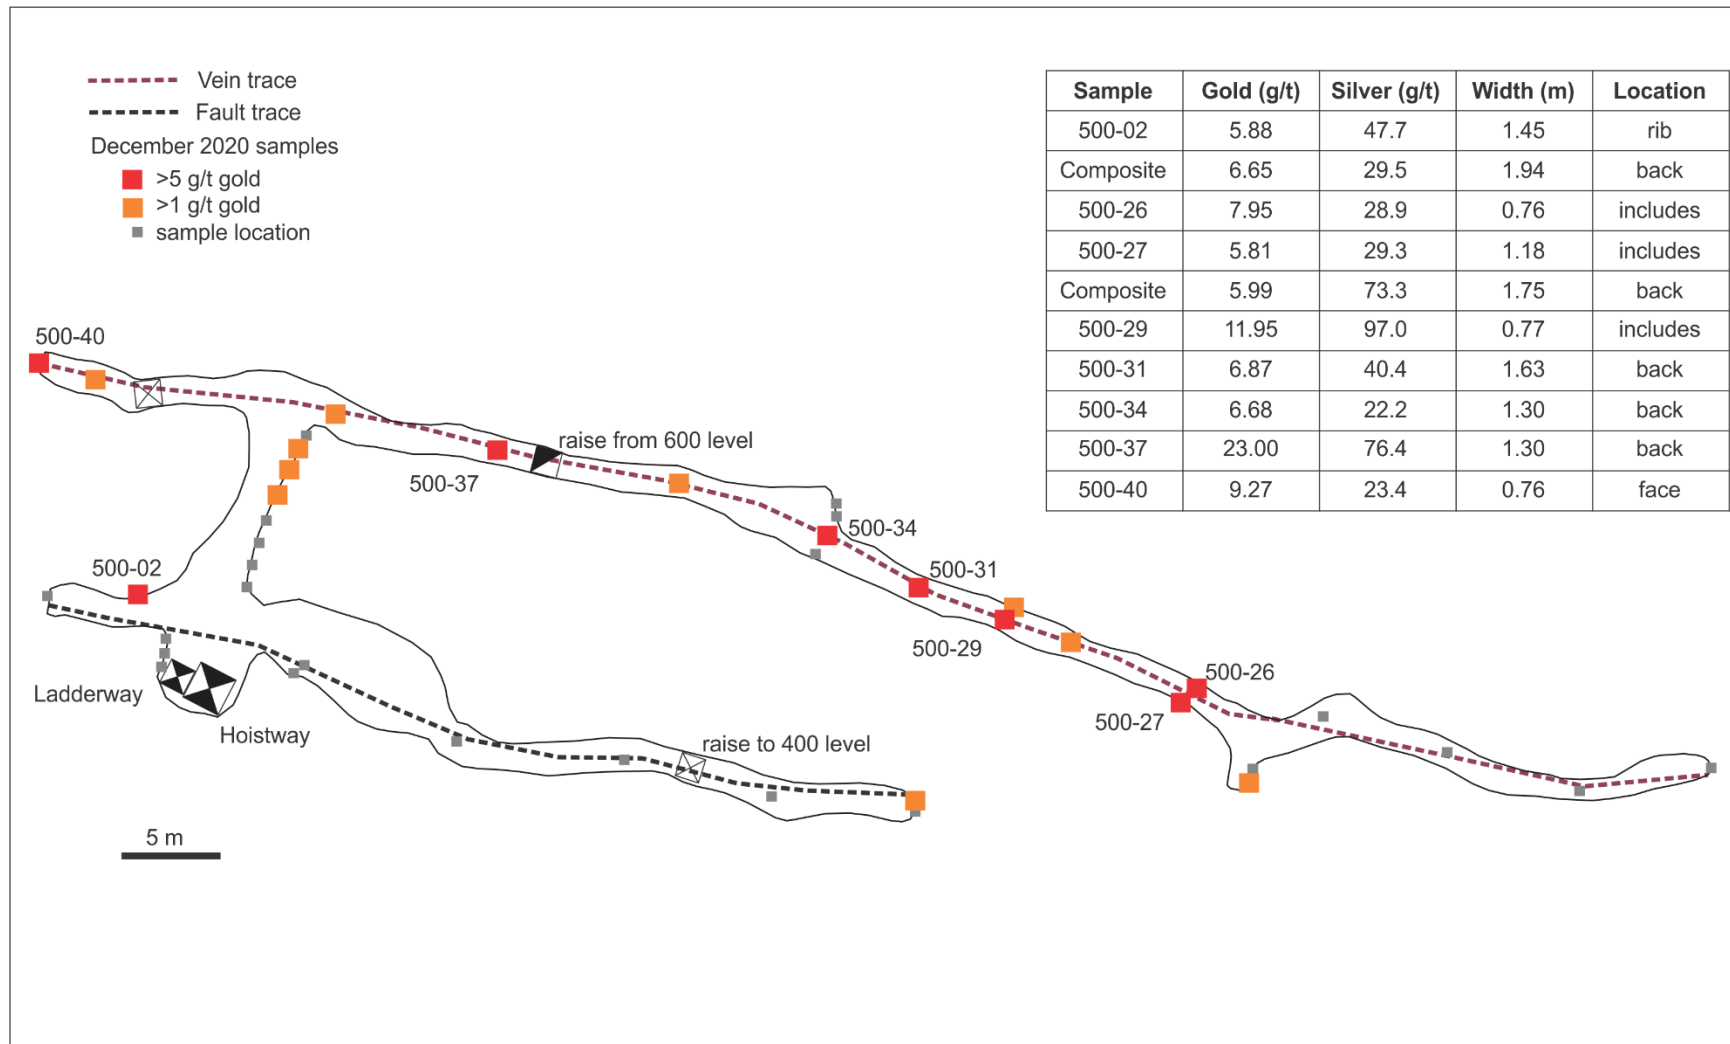 Vein trace
Fault trace
December 2020 samples
>5 g/t gold
>1 g/t gold
sample location
Sample Gold (g/t) Silver (g/t) Width (m) Location
500-02 5.88 47.7 1.45 rib
Composite 6.65 29.5 1.94 back
500-26 7.95 28.9 0.76 includes
500-27 5.81 29.3 1.18 includes
Composite 5.99 73.3 1.75 back
500-29 11.95 97.0 0.77 includes
500-31 6.87 40.4 1.63 back
500-34 6.68 22.2 1.30 back
500-37 23.00 76.4 1.30 back
500-40 9.27 23.4 0.76 face
500-40
raise from 600 level
500-37
500-34
500-02
500-31
500-29
500-26
Ladderway
500-27
Hoistway
raise to 400 level
5 m